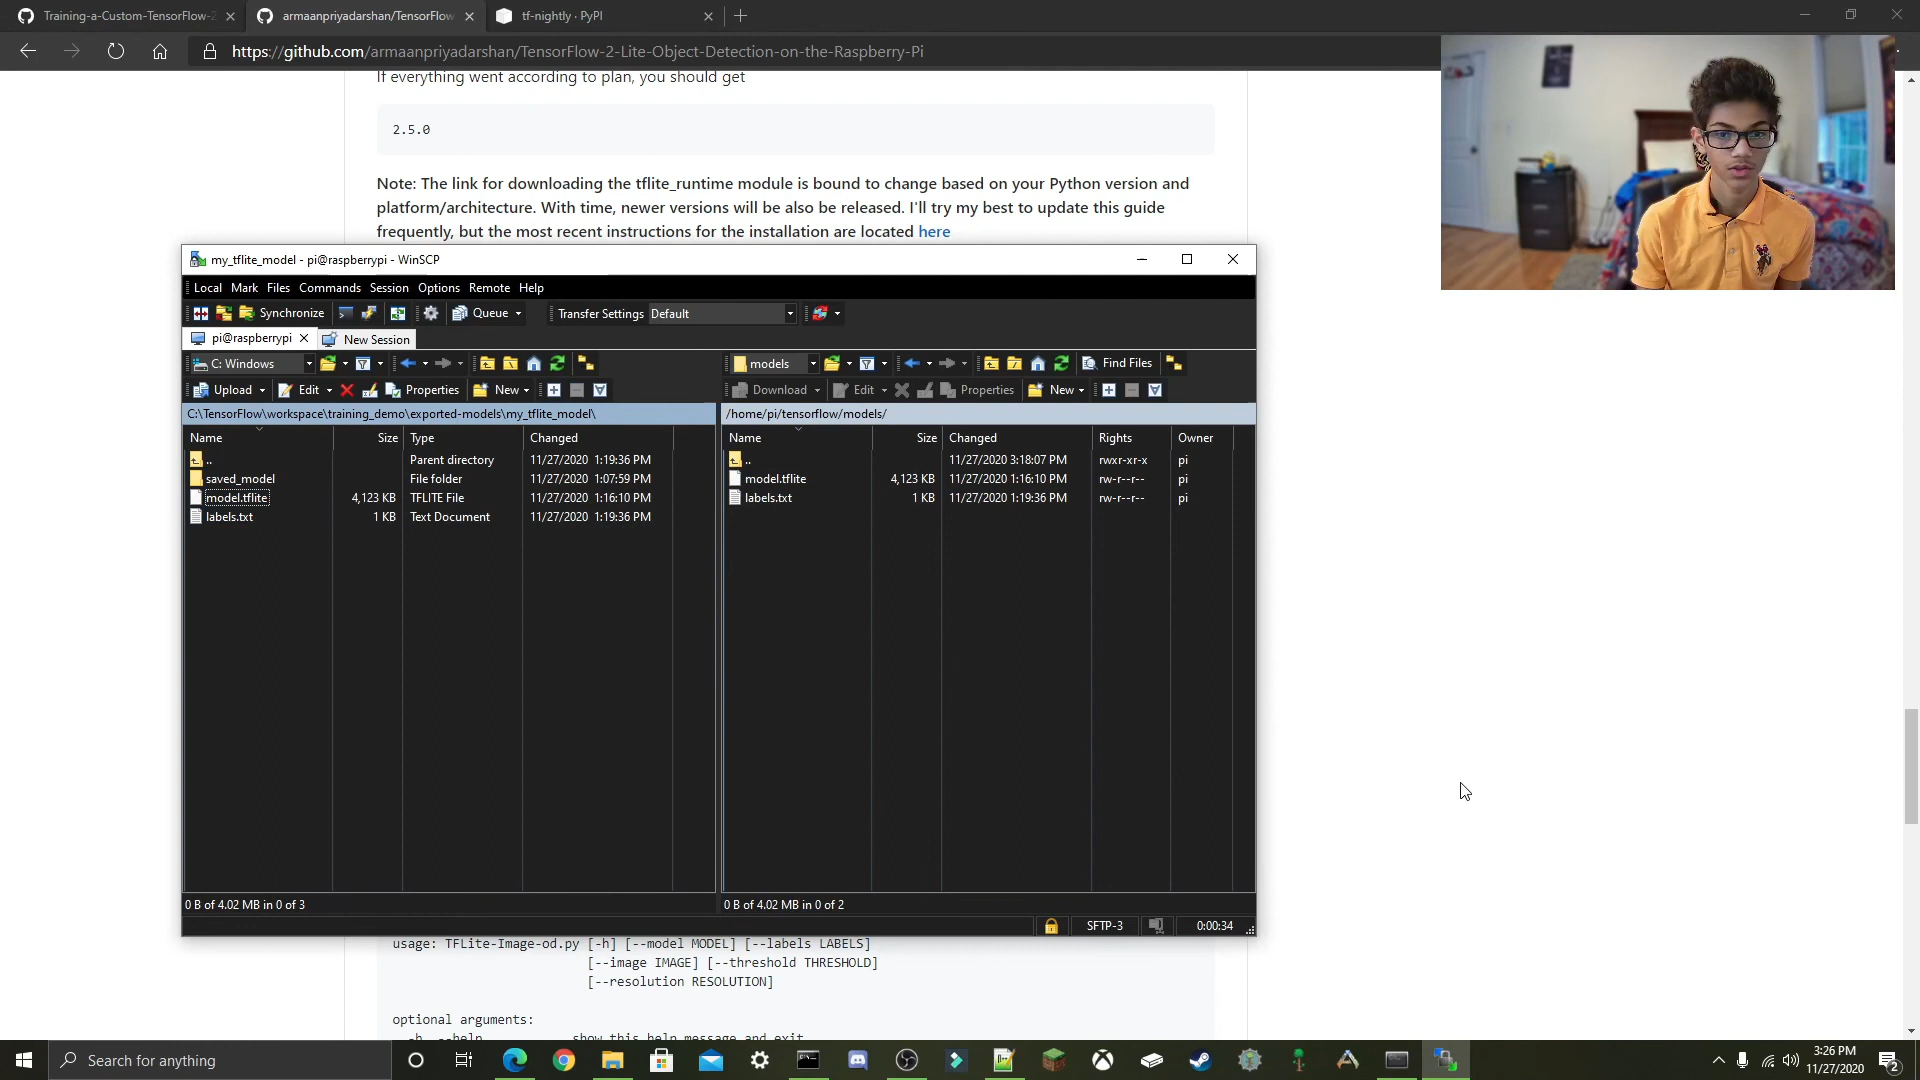 Training-a-Custom-TensorFlow-2
armaanpriyadarshan/TensorFlow
tf-nightly · PyPI
https://github.com/armaanpriyadarshan/TensorFlow-2-Lite-Object-Detection-on-the-Raspberry-Pi
If everything went according to plan, you should get
2.5.0
Note: The link for downloading the tflite_runtime module is bound to change based on your Python version and
platform/architecture. With time, newer versions will be also be released. I'll try my best to update this guide
frequently, but the most recent instructions for the installation are located here
my_tflite_model - pi@raspberrypi - WinSCP
Local Mark Files Commands Session Options Remote Help
Synchronize Queue Transfer Settings Default
pi@raspberrypi New Session
C: Windows models Find Files
Upload Edit Properties New Download Edit Properties New
C:\TensorFlow\workspace\training_demo\exported-models\my_tflite_model\ /home/pi/tensorflow/models/
Name Size Type Changed Name Size Changed Rights Owner
.. Parent directory 11/27/2020 1:19:36 PM .. 11/27/2020 3:18:07 PM rwxr-xr-x pi
saved_model File folder 11/27/2020 1:07:59 PM model.tflite 4,123 KB 11/27/2020 1:16:10 PM rw-r--r-- pi
model.tflite 4,123 KB TFLITE File 11/27/2020 1:16:10 PM labels.txt 1 KB 11/27/2020 1:19:36 PM rw-r--r-- pi
labels.txt 1 KB Text Document 11/27/2020 1:19:36 PM
0 B of 4.02 MB in 0 of 3 0 B of 4.02 MB in 0 of 2
SFTP-3 0:00:34
usage: TFLite-Image-od.py [-h] [--model MODEL] [--labels LABELS]
[--image IMAGE] [--threshold THRESHOLD]
[--resolution RESOLUTION]
optional arguments:
-h, --help show this help message and exit
Search for anything
3:26 PM
11/27/2020
2